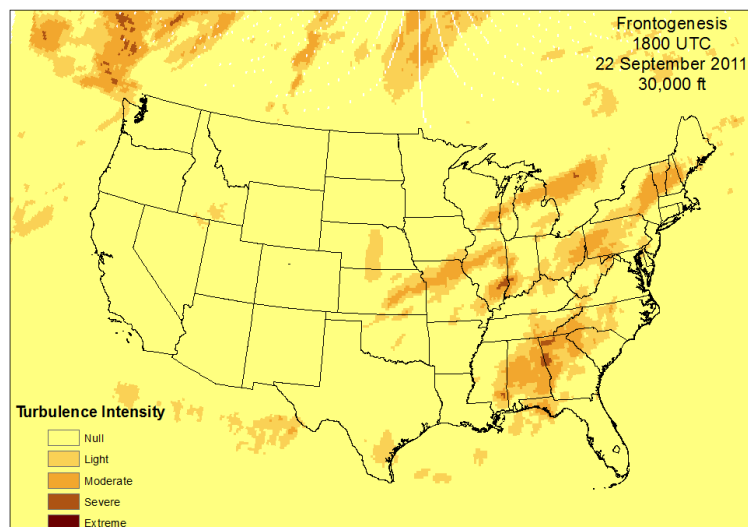 Frontogenesis
1800 UTC
22 September 2011
30,000 ft
Turbulence Intensity
Null
Light
Moderate
Severe
Extreme